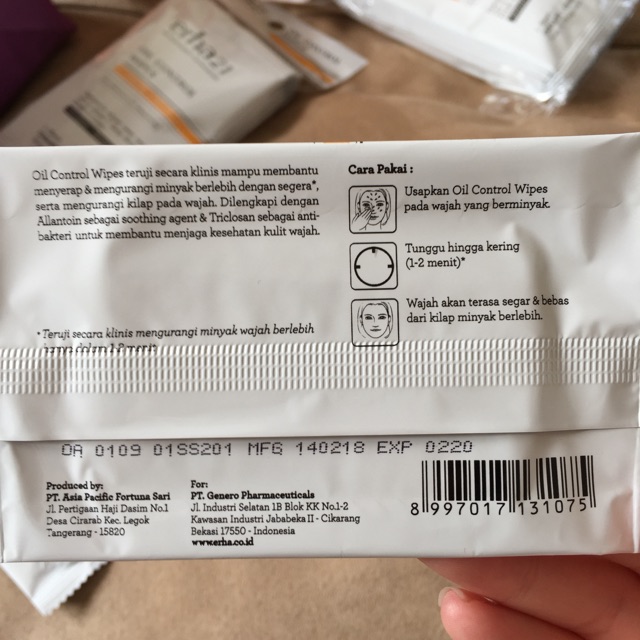 erha21
OIL CONTROL
Oil Control Wipes teruji secara klinis mampu membantu
menyerap & mengurangi minyak berlebih dengan segera*,
serta mengurangi kilap pada wajah. Dilengkapi dengan
Allantoin sebagai soothing agent & Triclosan sebagai anti-
bakteri untuk membantu menjaga kesehatan kulit wajah.
*Teruji secara klinis mengurangi minyak wajah berlebih
Cara Pakai :
Usapkan Oil Control Wipes
pada wajah yang berminyak.
Tunggu hingga kering
(1-2 menit)*
Wajah akan terasa segar & bebas
dari kilap minyak berlebih.
OA 0109 01SS201 MFG 140218 EXP 0220
Produced by:
PT. Asia Pacific Fortuna Sari
Jl. Pertigaan Haji Dasim No.1
Desa Cirarab Kec. Legok
Tangerang - 15820
For:
PT. Genero Pharmaceuticals
Jl. Industri Selatan 1B Blok KK No.1-2
Kawasan Industri Jababeka II - Cikarang
Bekasi 17550 - Indonesia
www.erha.co.id
8 997017 131075